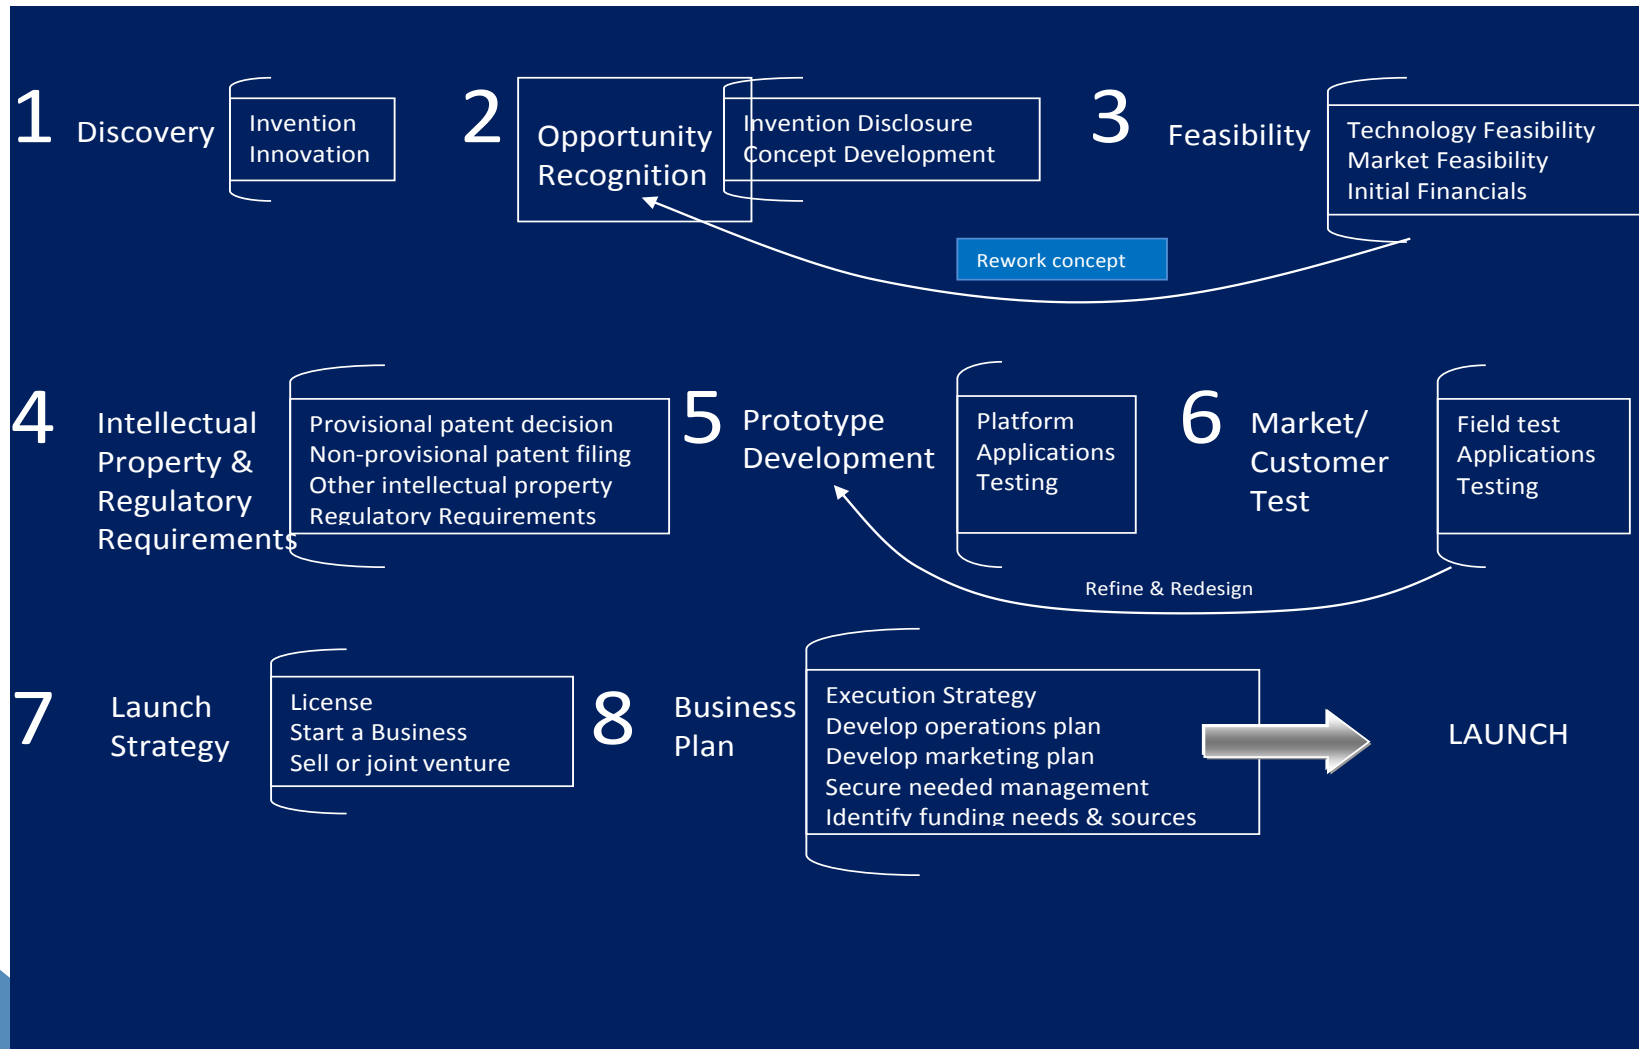 1
Discovery
Invention
Innovation
2
Opportunity
Recognition
Invention Disclosure
Concept Development
3
Feasibility
Technology Feasibility
Market Feasibility
Initial Financials
Rework concept
4
Intellectual
Property &
Regulatory
Requirements
Provisional patent decision
Non-provisional patent filing
Other intellectual property
Regulatory Requirements
5
Prototype
Development
Platform
Applications
Testing
6
Market/
Customer
Test
Field test
Applications
Testing
Refine & Redesign
7
Launch
Strategy
License
Start a Business
Sell or joint venture
8
Business
Plan
Execution Strategy
Develop operations plan
Develop marketing plan
Secure needed management
Identify funding needs & sources
LAUNCH